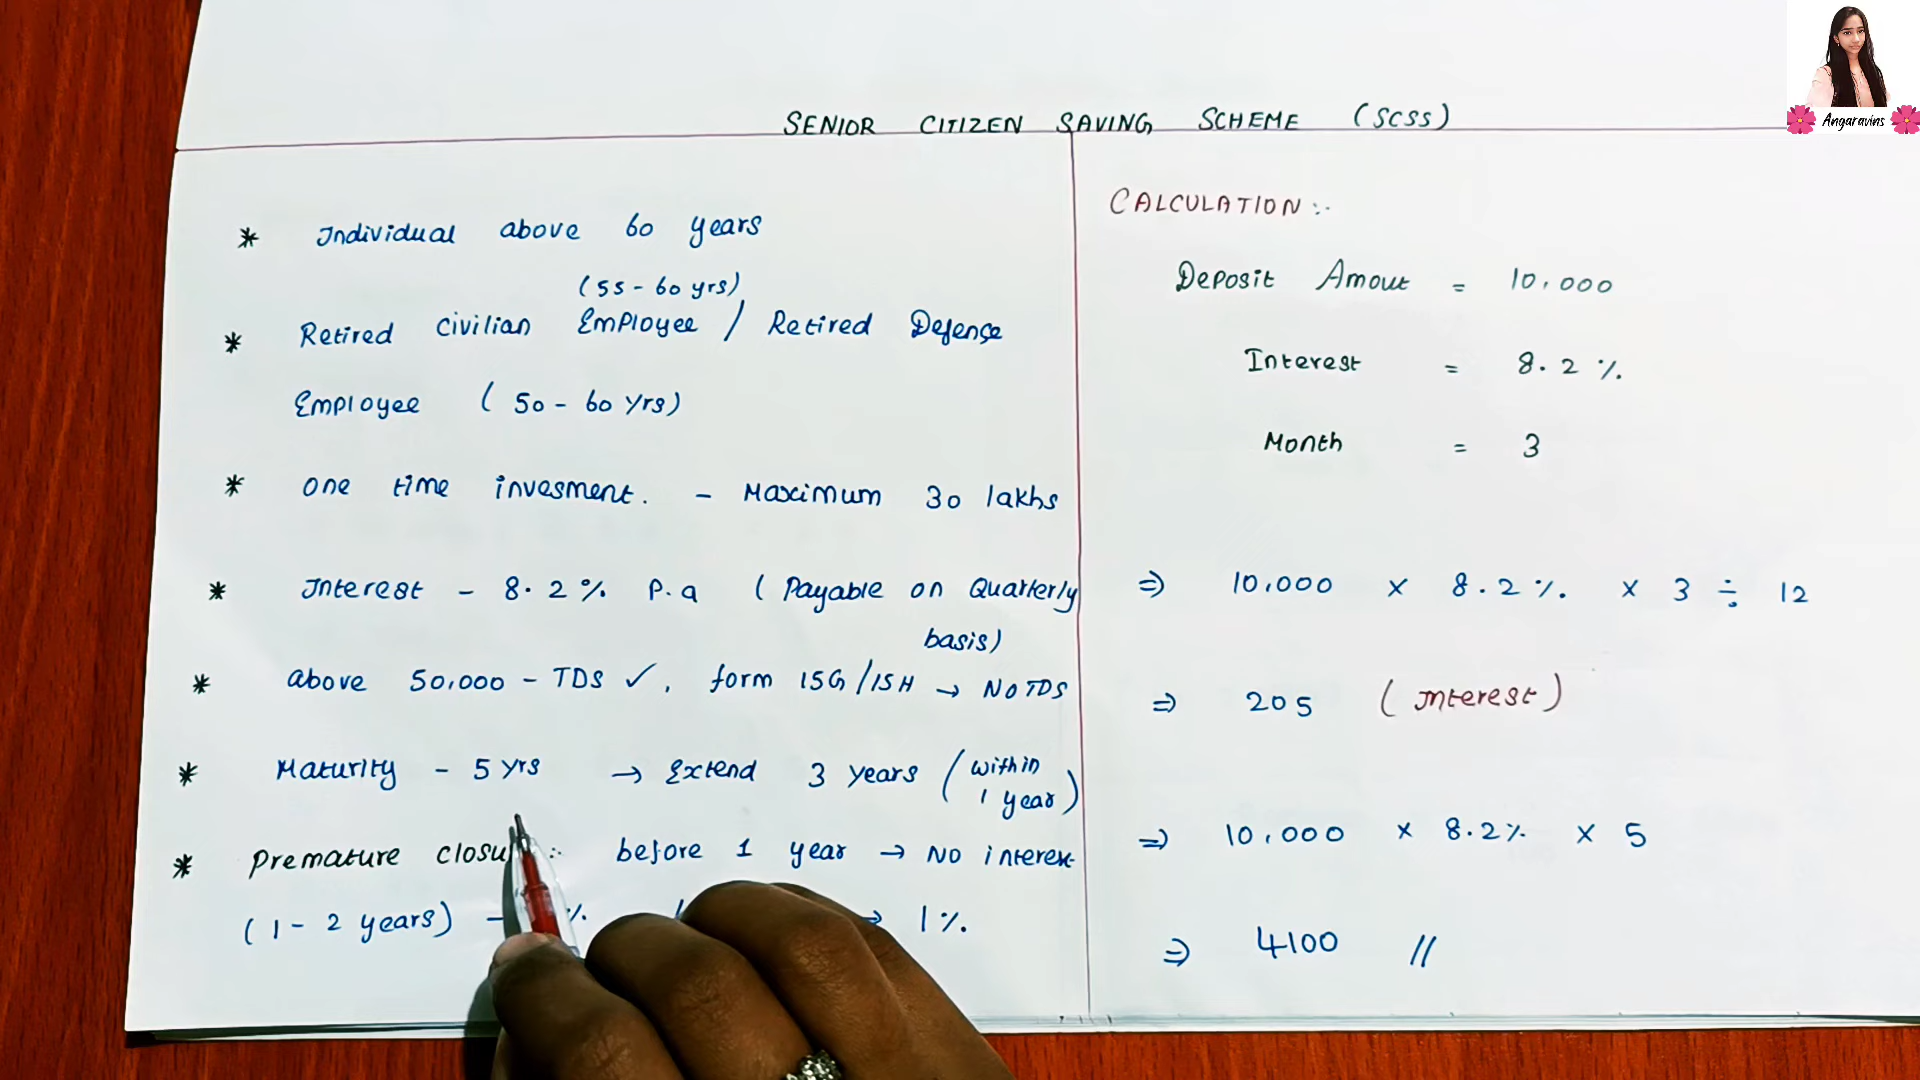 SENIOR CITIZEN SAVING SCHEME (SCSS)
Angaravins
* Individual above 60 years
(55-60 yrs)
* Retired civilian Employee / Retired Defense
Employee (50-60 yrs)
* one time invesment. - Maximum 30 lakhs
* Interest - 8.2% P.a (Payable on Quarterly
basis)
* above 50,000 - TDS ✓, form 15G/15H → NO TDS
* Maturity - 5 yrs → Extend 3 years (within
1 year)
* Premature :- before 1 year → No interest
(1-2 years) - % → 1%.
CALCULATION :-
Deposit Amout = 10,000
Interest = 8.2%
Month = 3
⇒ 10,000 x 8.2%. x 3 ÷ 12
⇒ 205 (Interest)
⇒ 10,000 x 8.2% x 5
⇒ 4100 //